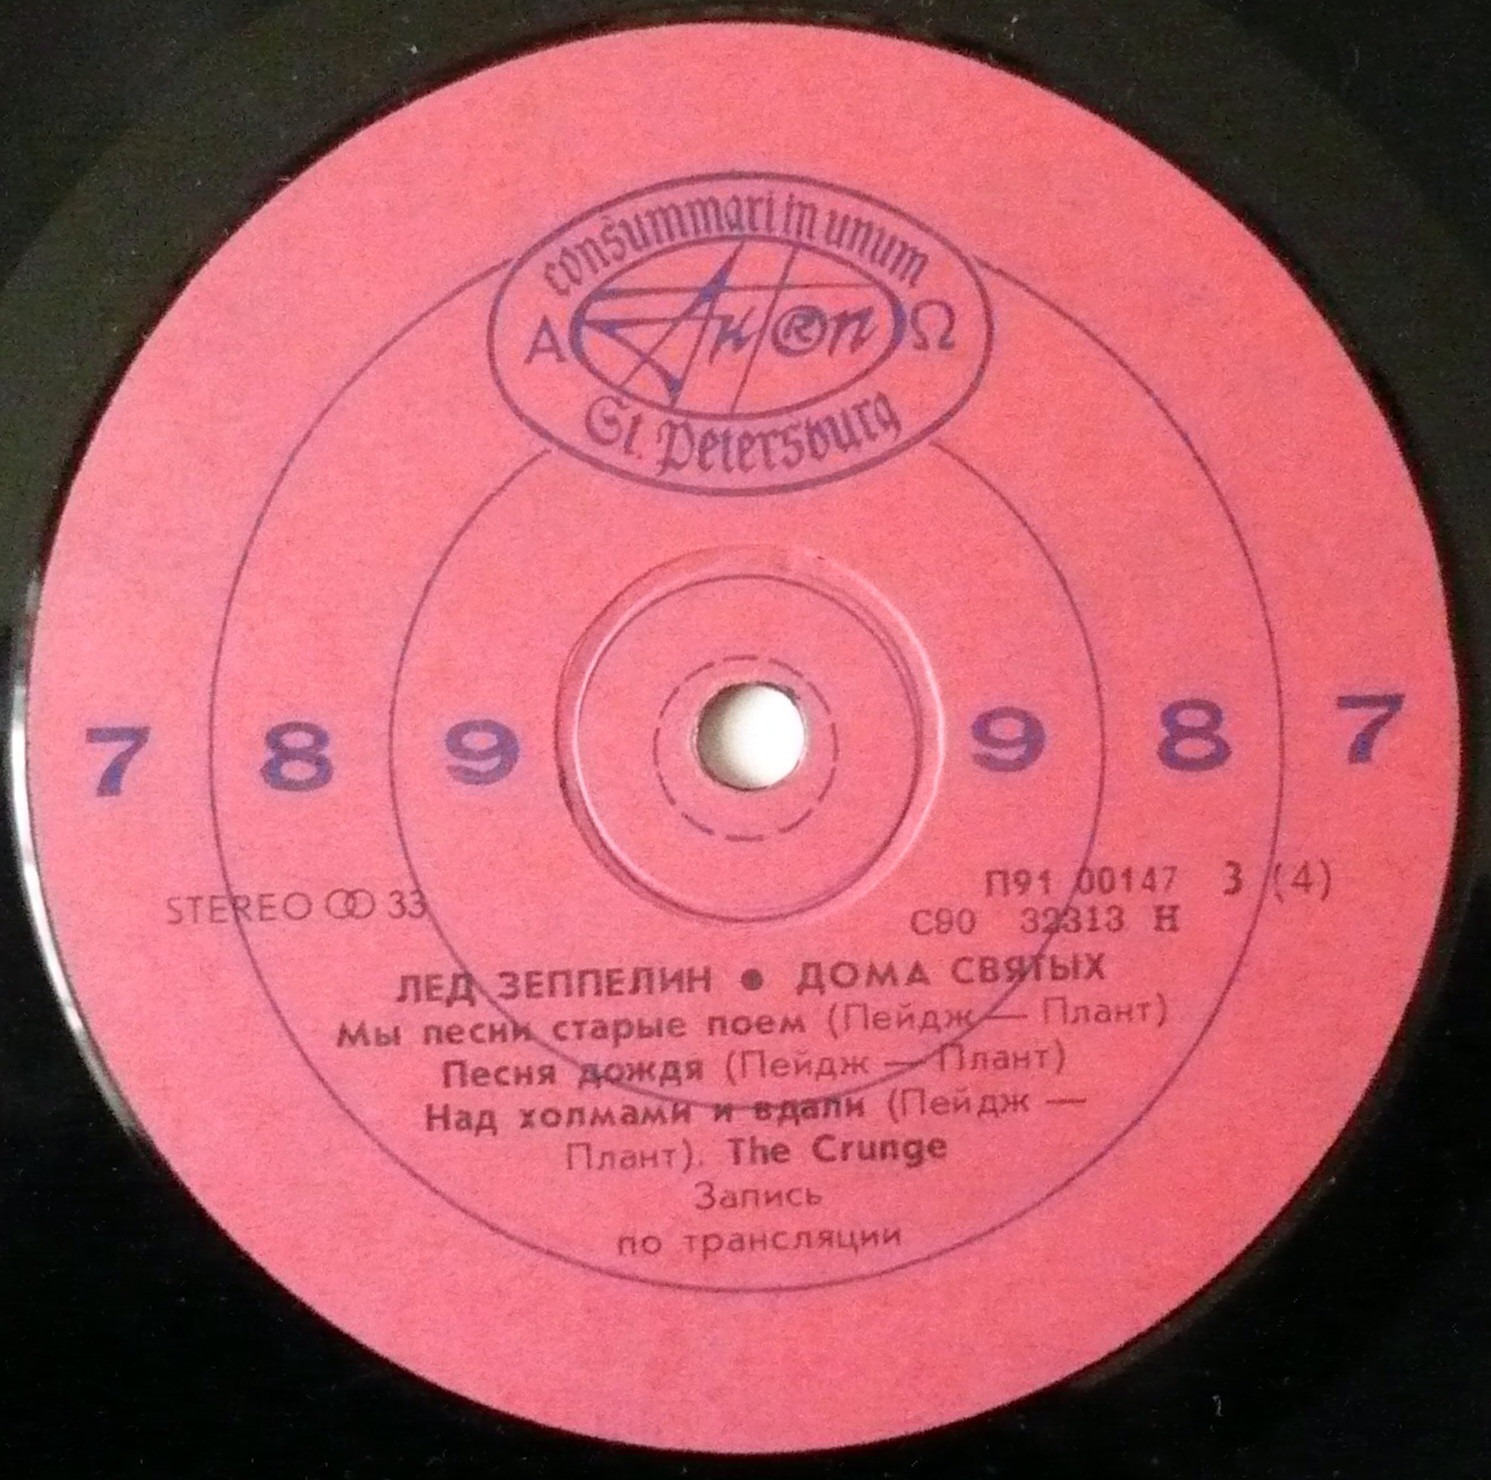 consummari in unum
Α АнтRоп Ω
St. Petersburg
7 8 9 9 8 7
STEREO 33
П91 00147 3 (4)
С90 32313 Н
ЛЕД ЗЕППЕЛИН ● ДОМА СВЯТЫХ
Мы песни старые поем (Пейдж — Плант)
Песня дождя (Пейдж — Плант)
Над холмами и вдали (Пейдж —
Плант). The Crunge
Запись
по трансляции